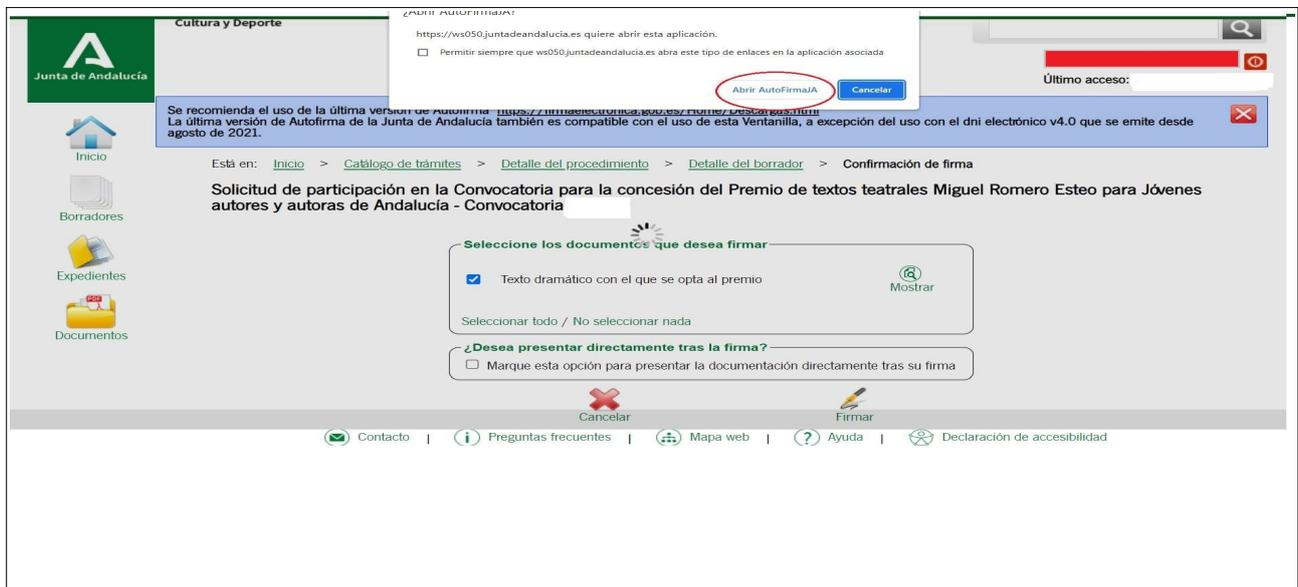 Cultura y Deporte
¿Abrir AutoFirmaJA?
https://ws050.juntadeandalucia.es quiere abrir esta aplicación.
Permitir siempre que ws050.juntadeandalucia.es abra este tipo de enlaces en la aplicación asociada
Abrir AutoFirmaJA
Cancelar
Junta de Andalucía
Último acceso:
Se recomienda el uso de la última versión de Autofirma https://firmaelectronica.gob.es/Home/Descargas.html
La última versión de Autofirma de la Junta de Andalucía también es compatible con el uso de esta Ventanilla, a excepción del uso con el dni electrónico v4.0 que se emite desde
agosto de 2021.
Inicio
Borradores
Expedientes
PDF
Documentos
Está en: Inicio > Catálogo de trámites > Detalle del procedimiento > Detalle del borrador > Confirmación de firma
Solicitud de participación en la Convocatoria para la concesión del Premio de textos teatrales Miguel Romero Esteo para Jóvenes
autores y autoras de Andalucía - Convocatoria
Seleccione los documentos que desea firmar
Texto dramático con el que se opta al premio
Mostrar
Seleccionar todo / No seleccionar nada
¿Desea presentar directamente tras la firma?
Marque esta opción para presentar la documentación directamente tras su firma
Cancelar
Firmar
Contacto | Preguntas frecuentes | Mapa web | Ayuda | Declaración de accesibilidad